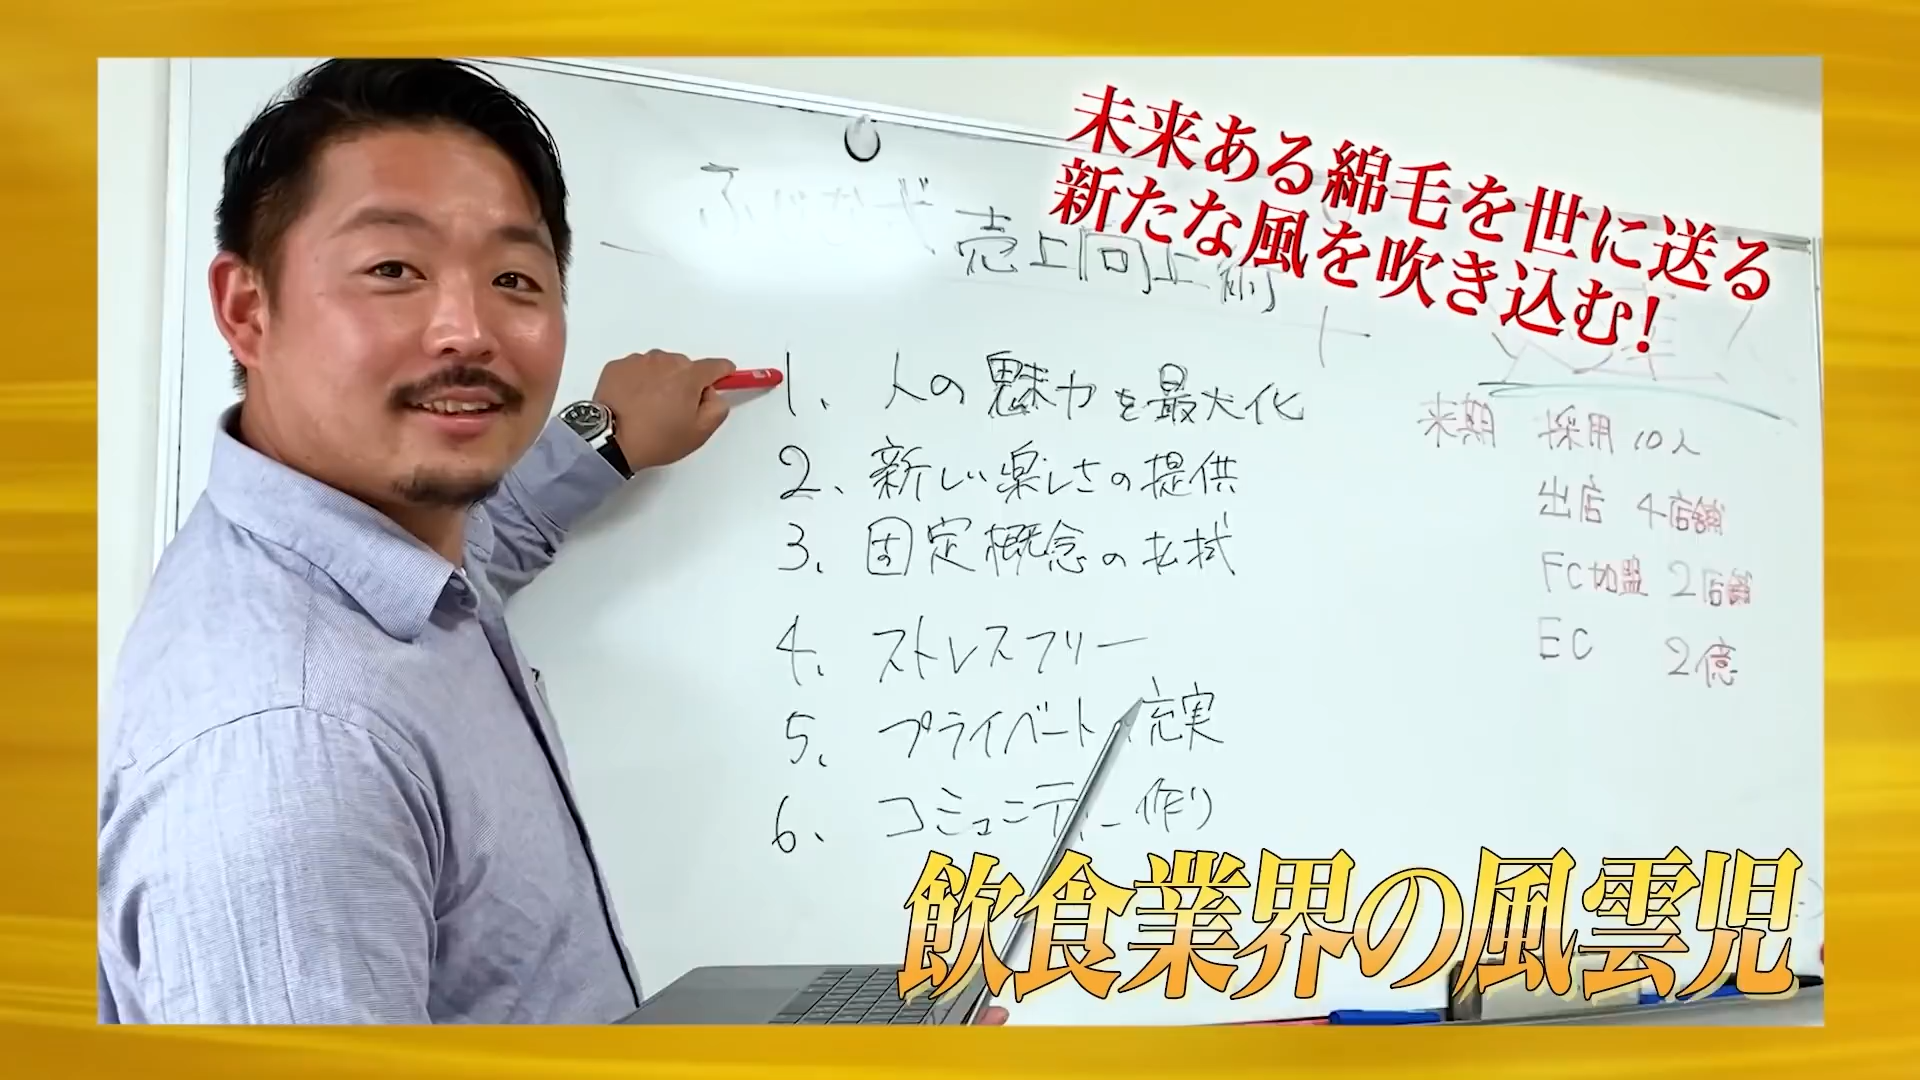 未来ある綿毛を世に送る
新たな風を吹き込む!
売上向上術
1、人の魅力を最大化
2、新しい楽しさの提供
3、固定概念の払拭
4、ストレスフリー
5、プライベートの充実
6、コミュニティー作り
来期 採用 10人
出店 4店舗
FC加盟 2店舗
EC 2億
飲食業界の風雲児